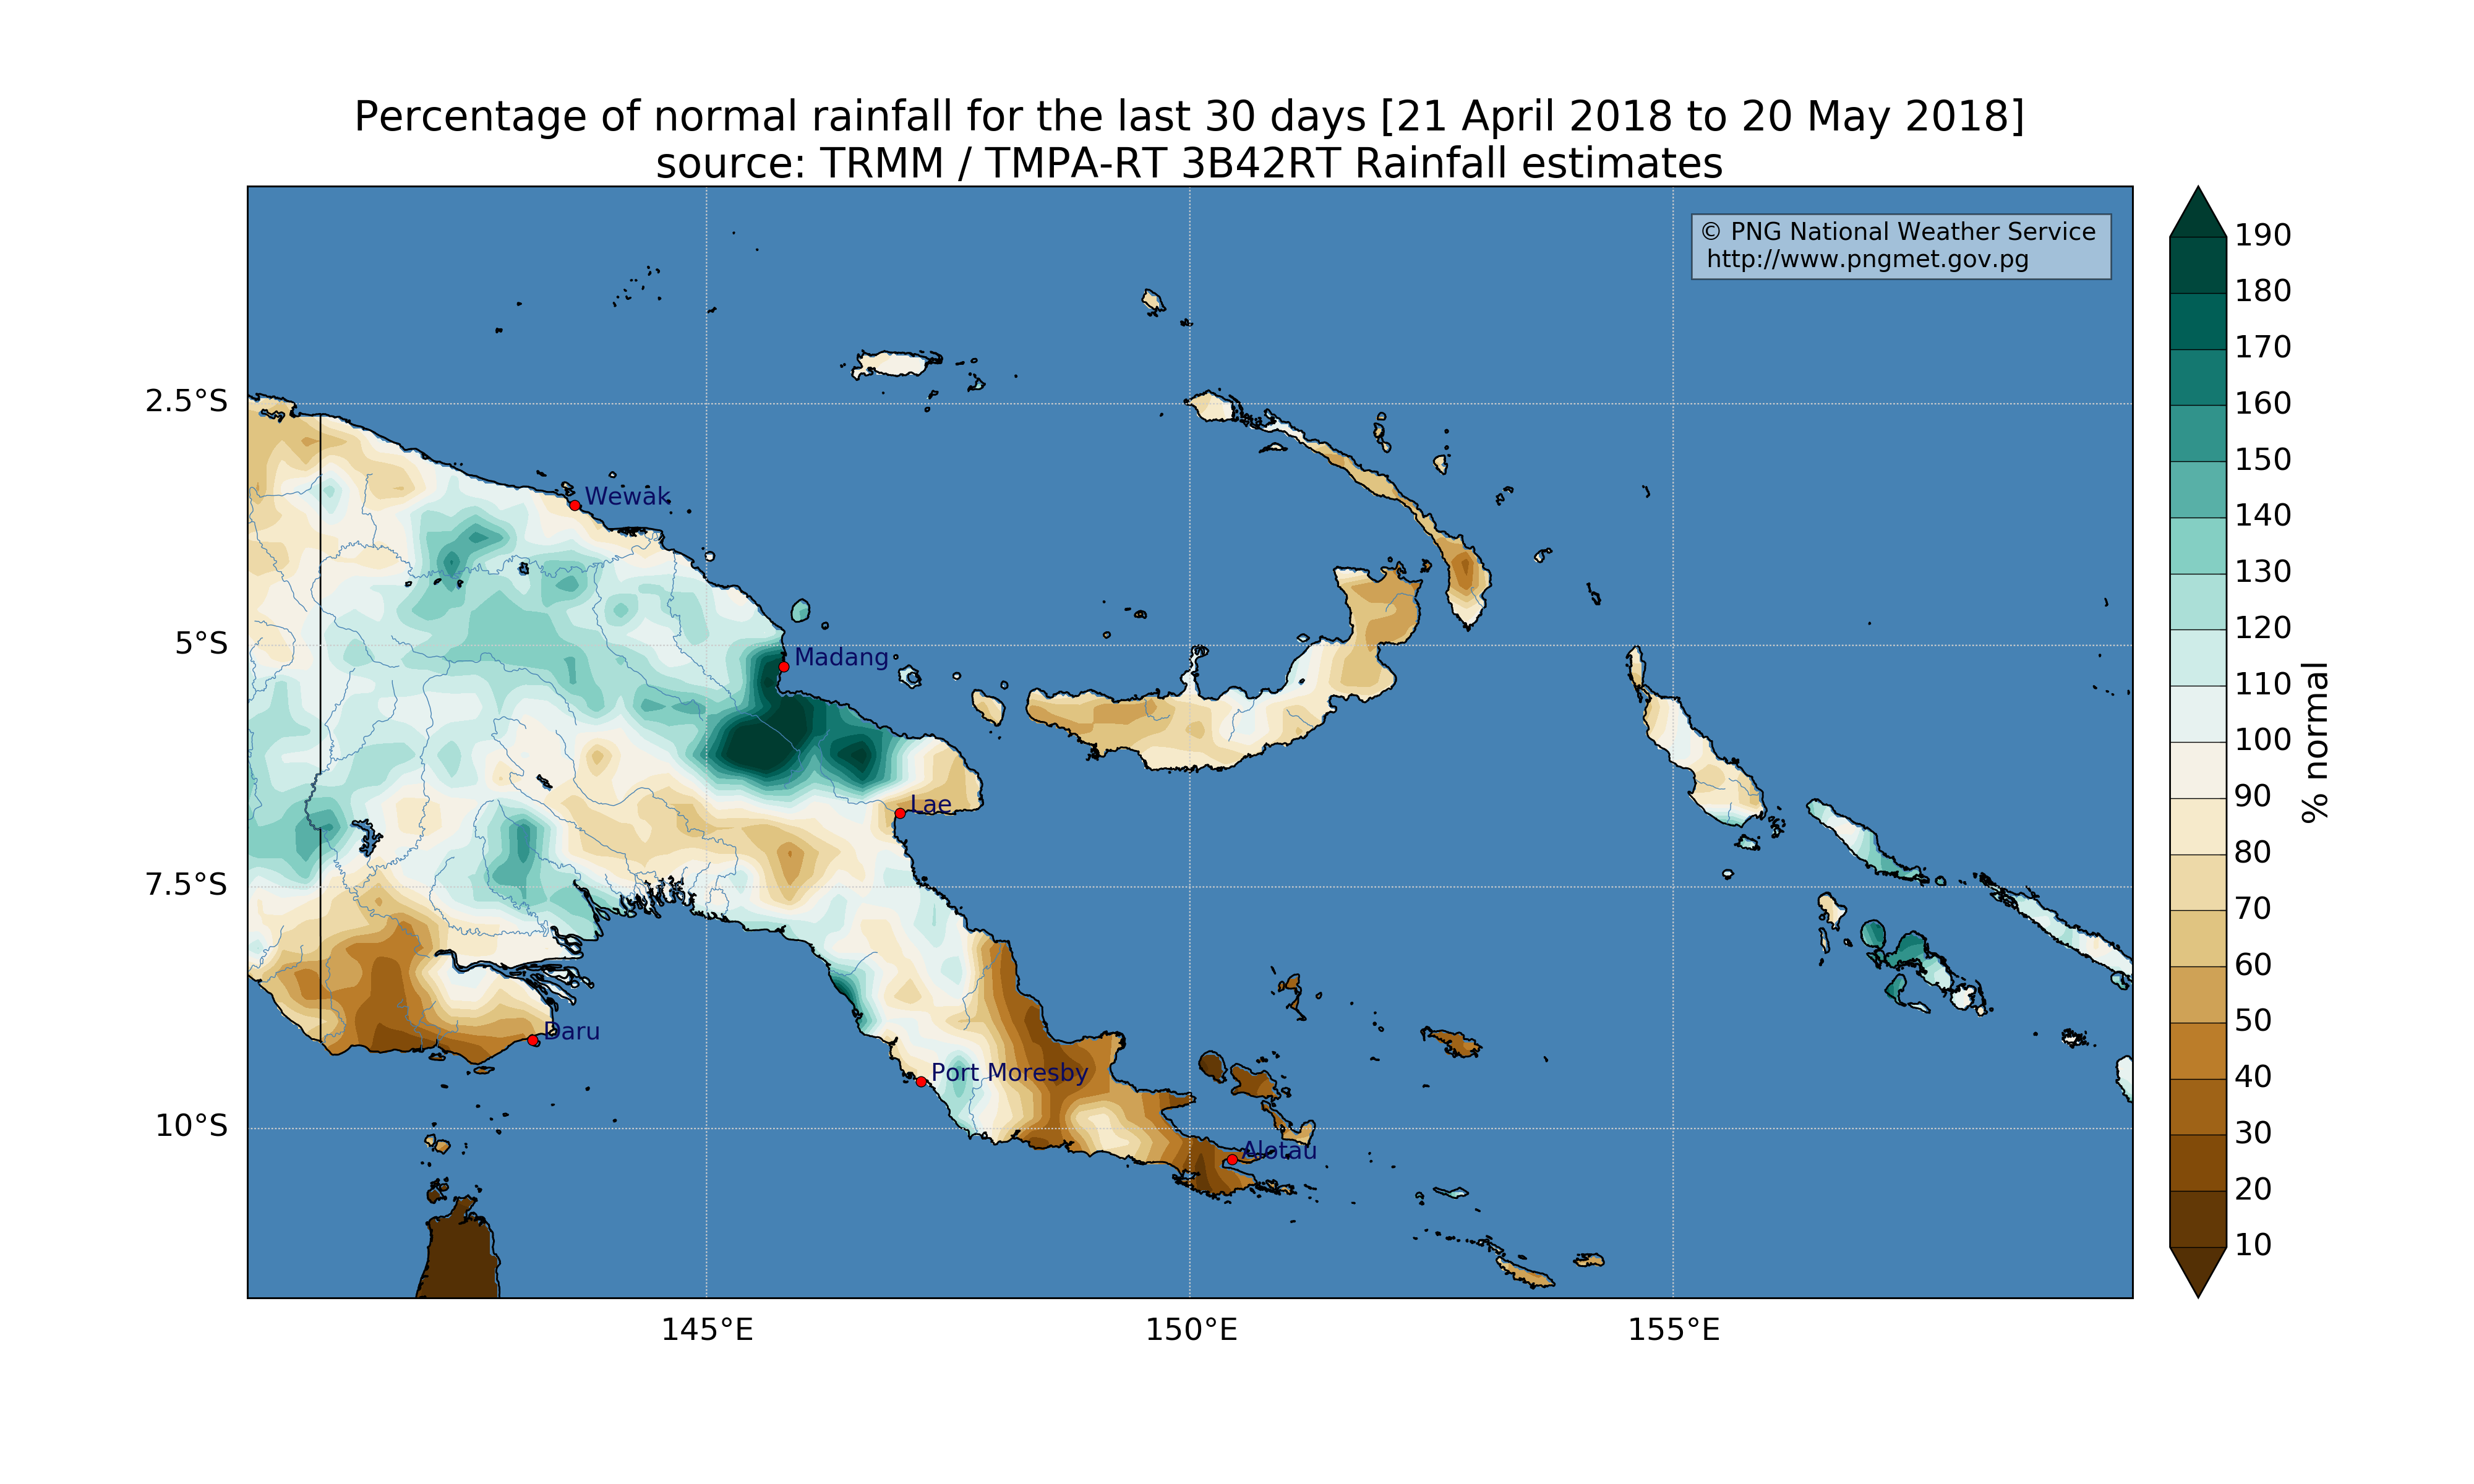 Percentage of normal rainfall for the last 30 days [21 April 2018 to 20 May 2018]
source: TRMM / TMPA-RT 3B42RT Rainfall estimates
© PNG National Weather Service
http://www.pngmet.gov.pg
2.5°S
5°S
7.5°S
10°S
Wewak
Madang
Lae
Daru
Port Moresby
Alotau
145°E
150°E
155°E
190
180
170
160
150
140
130
120
110
100
90
80
70
60
50
40
30
20
10
% normal